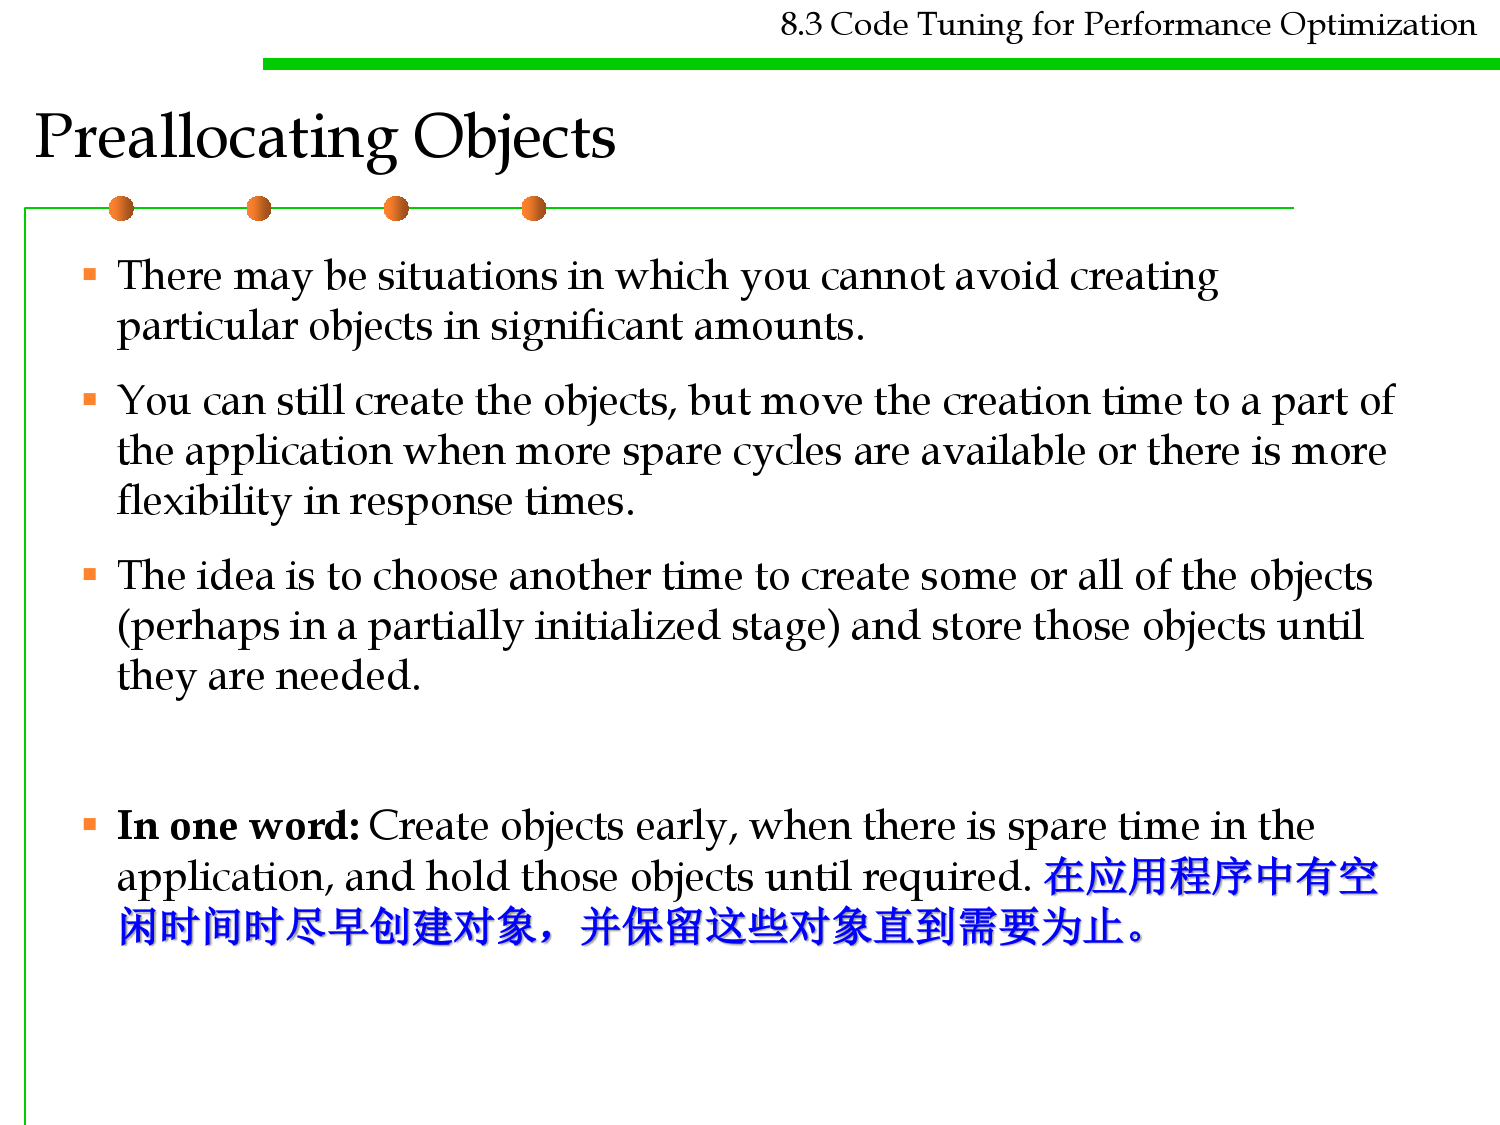 8.3 Code Tuning for Performance Optimization
Preallocating Objects
There may be situations in which you cannot avoid creating
particular objects in significant amounts.
You can still create the objects, but move the creation time to a part of
the application when more spare cycles are available or there is more
flexibility in response times.
The idea is to choose another time to create some or all of the objects
(perhaps in a partially initialized stage) and store those objects until
they are needed.
In one word: Create objects early, when there is spare time in the
application, and hold those objects until required. 在应用程序中有空
闲时间时尽早创建对象，并保留这些对象直到需要为止。